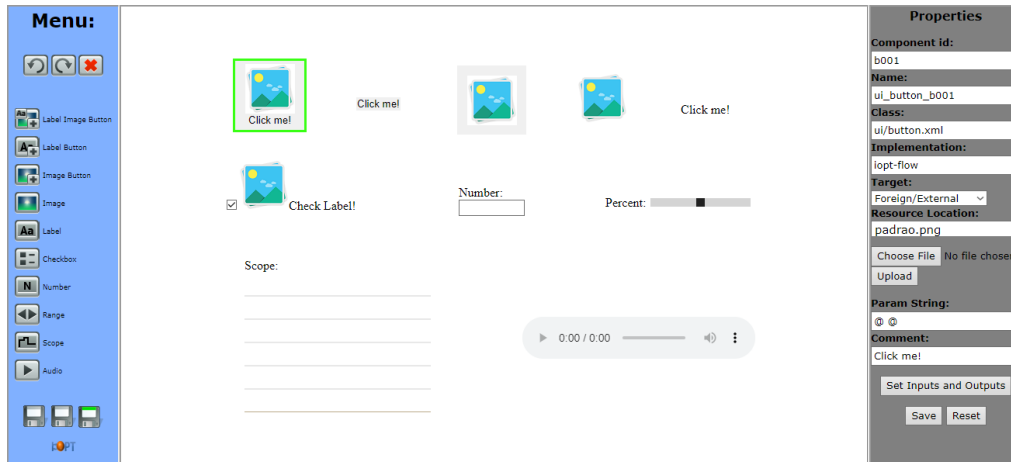 Menu:
Label Image Button
Label Button
Image Button
Image
Label
Checkbox
Number
Range
Scope
Audio
Click me!
Click me!
Click me!
Check Label!
Number:
Percent:
Scope:
0:00 / 0:00
Properties
Component id:
b001
Name:
ui_button_b001
Class:
ui/button.xml
Implementation:
iopt-flow
Target:
Foreign/External
Resource Location:
padrao.png
Choose File No file chosen
Upload
Param String:
@ @
Comment:
Click me!
Set Inputs and Outputs
Save Reset